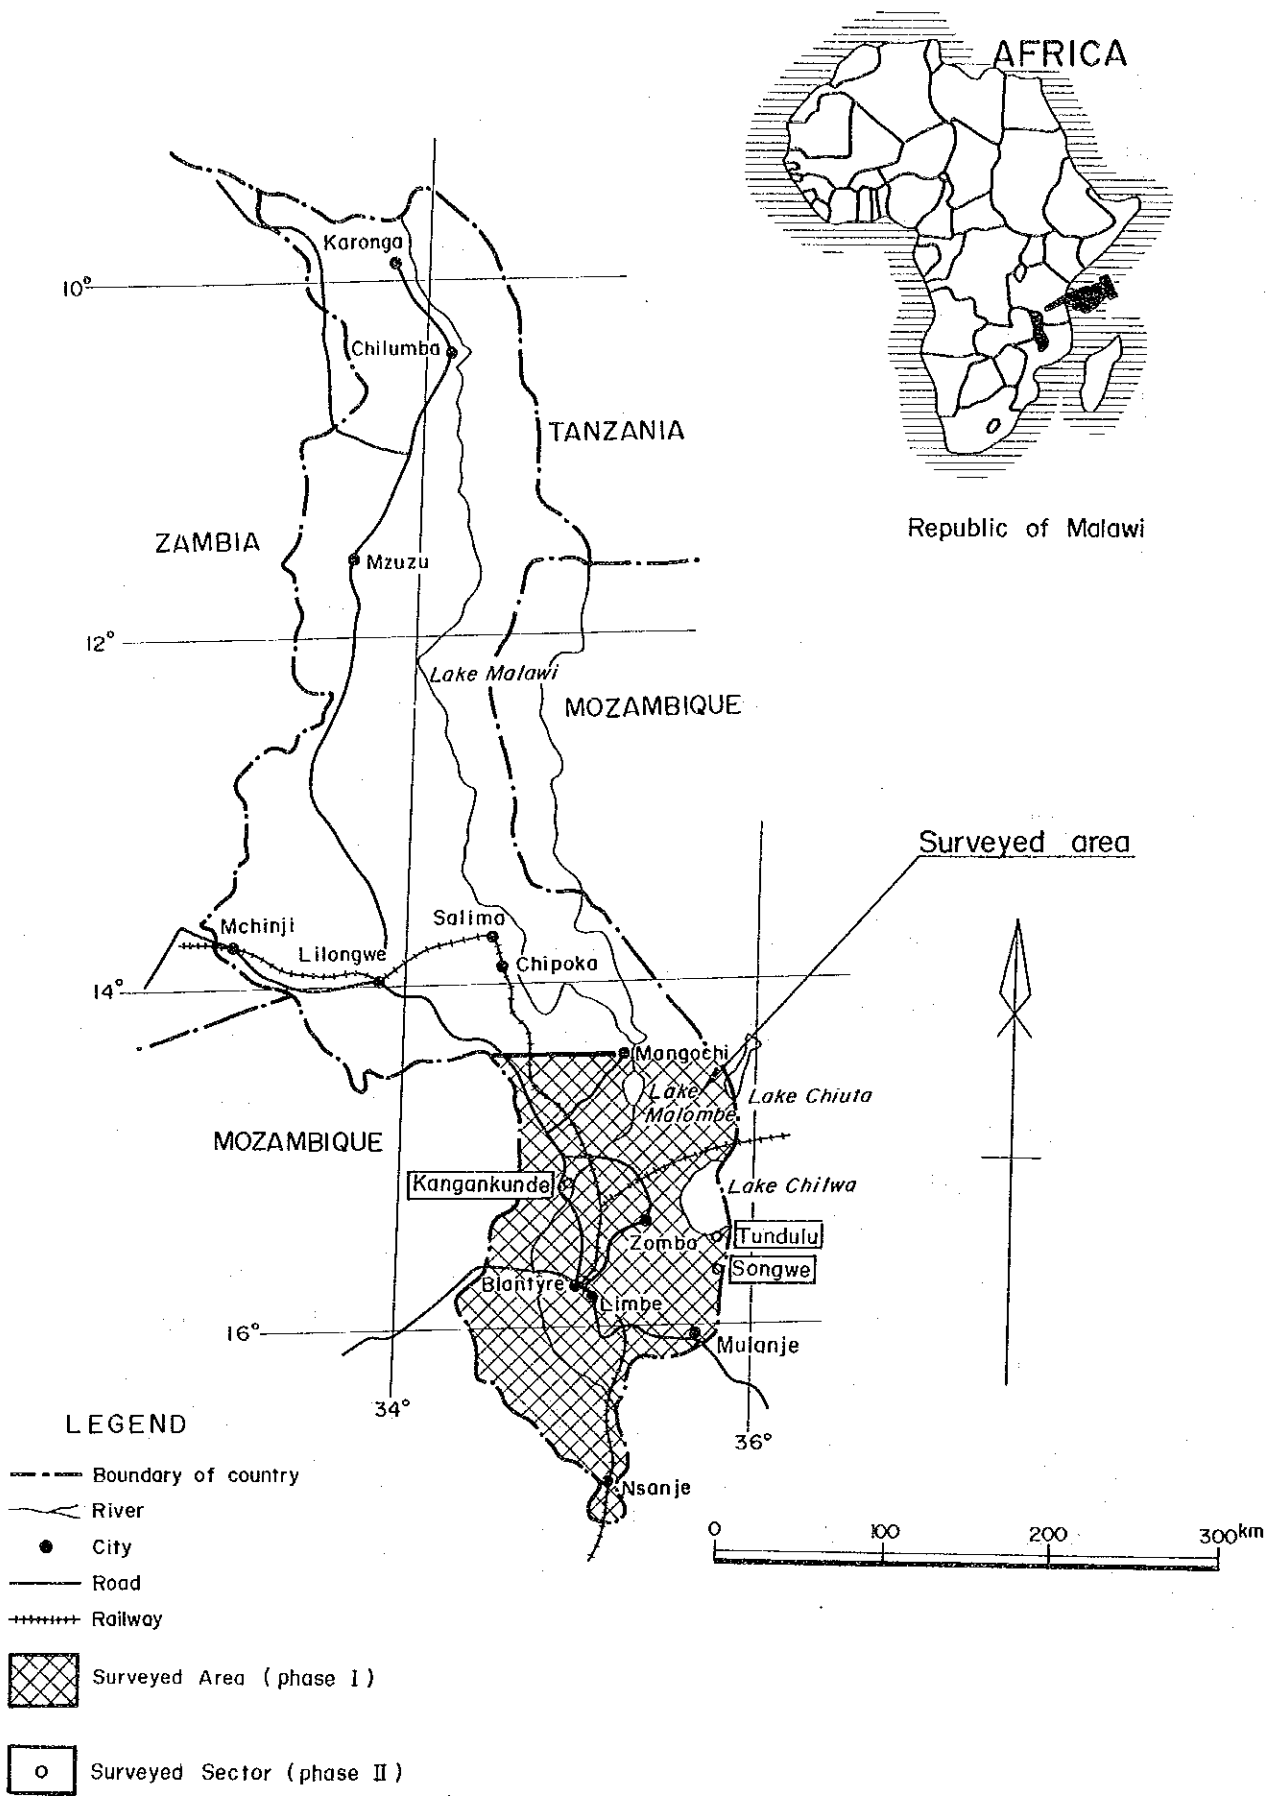 AFRICA
Republic of Malawi
Karonga
10°
Chilumba
TANZANIA
ZAMBIA
Mzuzu
12°
Lake Malawi
MOZAMBIQUE
Surveyed area
Mchinji
Salima
Lilongwe
Chipoka
14°
Mangochi
Lake
Malombe
Lake Chiuta
MOZAMBIQUE
Kangankunde
Lake Chilwa
Zomba
Tundulu
Songwe
Blantyre
Limbe
16°
Mulanje
34°
36°
Nsanje
LEGEND
Boundary of country
River
City
Road
Railway
Surveyed Area (phase I)
Surveyed Sector (phase II)
0 100 200 300km